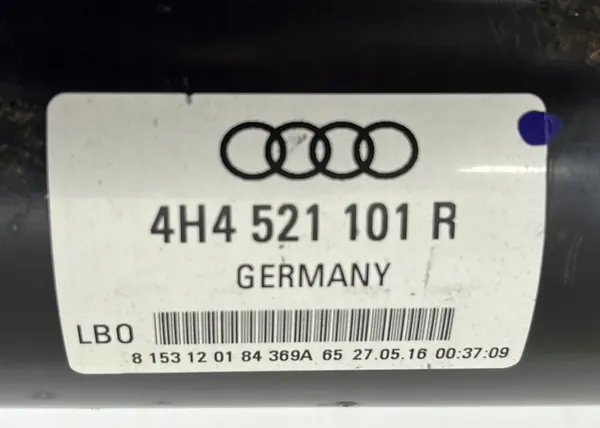 4H4 521 101 R
GERMANY
LBO
8 153 12 01 84 369A 65 27.05.16 00:37:09